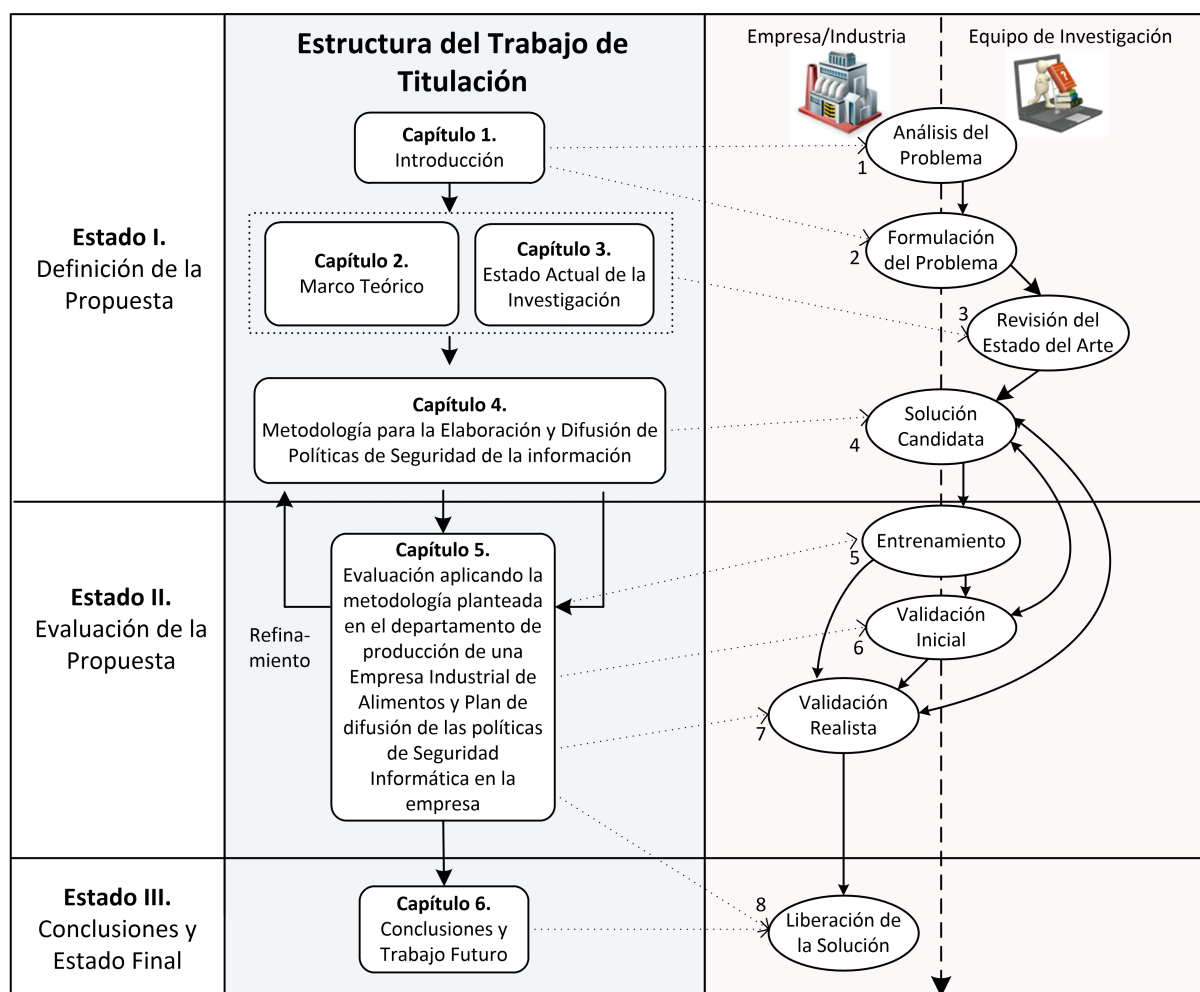 Estructura del Trabajo de
Titulación
Empresa/Industria
Equipo de Investigación
Estado I.
Definición de la
Propuesta
Capítulo 1.
Introducción
Capítulo 2.
Marco Teórico
Capítulo 3.
Estado Actual de la
Investigación
Capítulo 4.
Metodología para la Elaboración y Difusión de
Políticas de Seguridad de la información
Análisis del
Problema
1
Formulación
del Problema
2
3
Revisión del
Estado del Arte
Solución
Candidata
4
Estado II.
Evaluación de la
Propuesta
Refina-
miento
Capítulo 5.
Evaluación aplicando la
metodología planteada
en el departamento de
producción de una
Empresa Industrial de
Alimentos y Plan de
difusión de las políticas
de Seguridad
Informática en la
empresa
Entrenamiento
5
Validación
Inicial
6
Validación
Realista
7
Estado III.
Conclusiones y
Estado Final
Capítulo 6.
Conclusiones y
Trabajo Futuro
8
Liberación de
la Solución